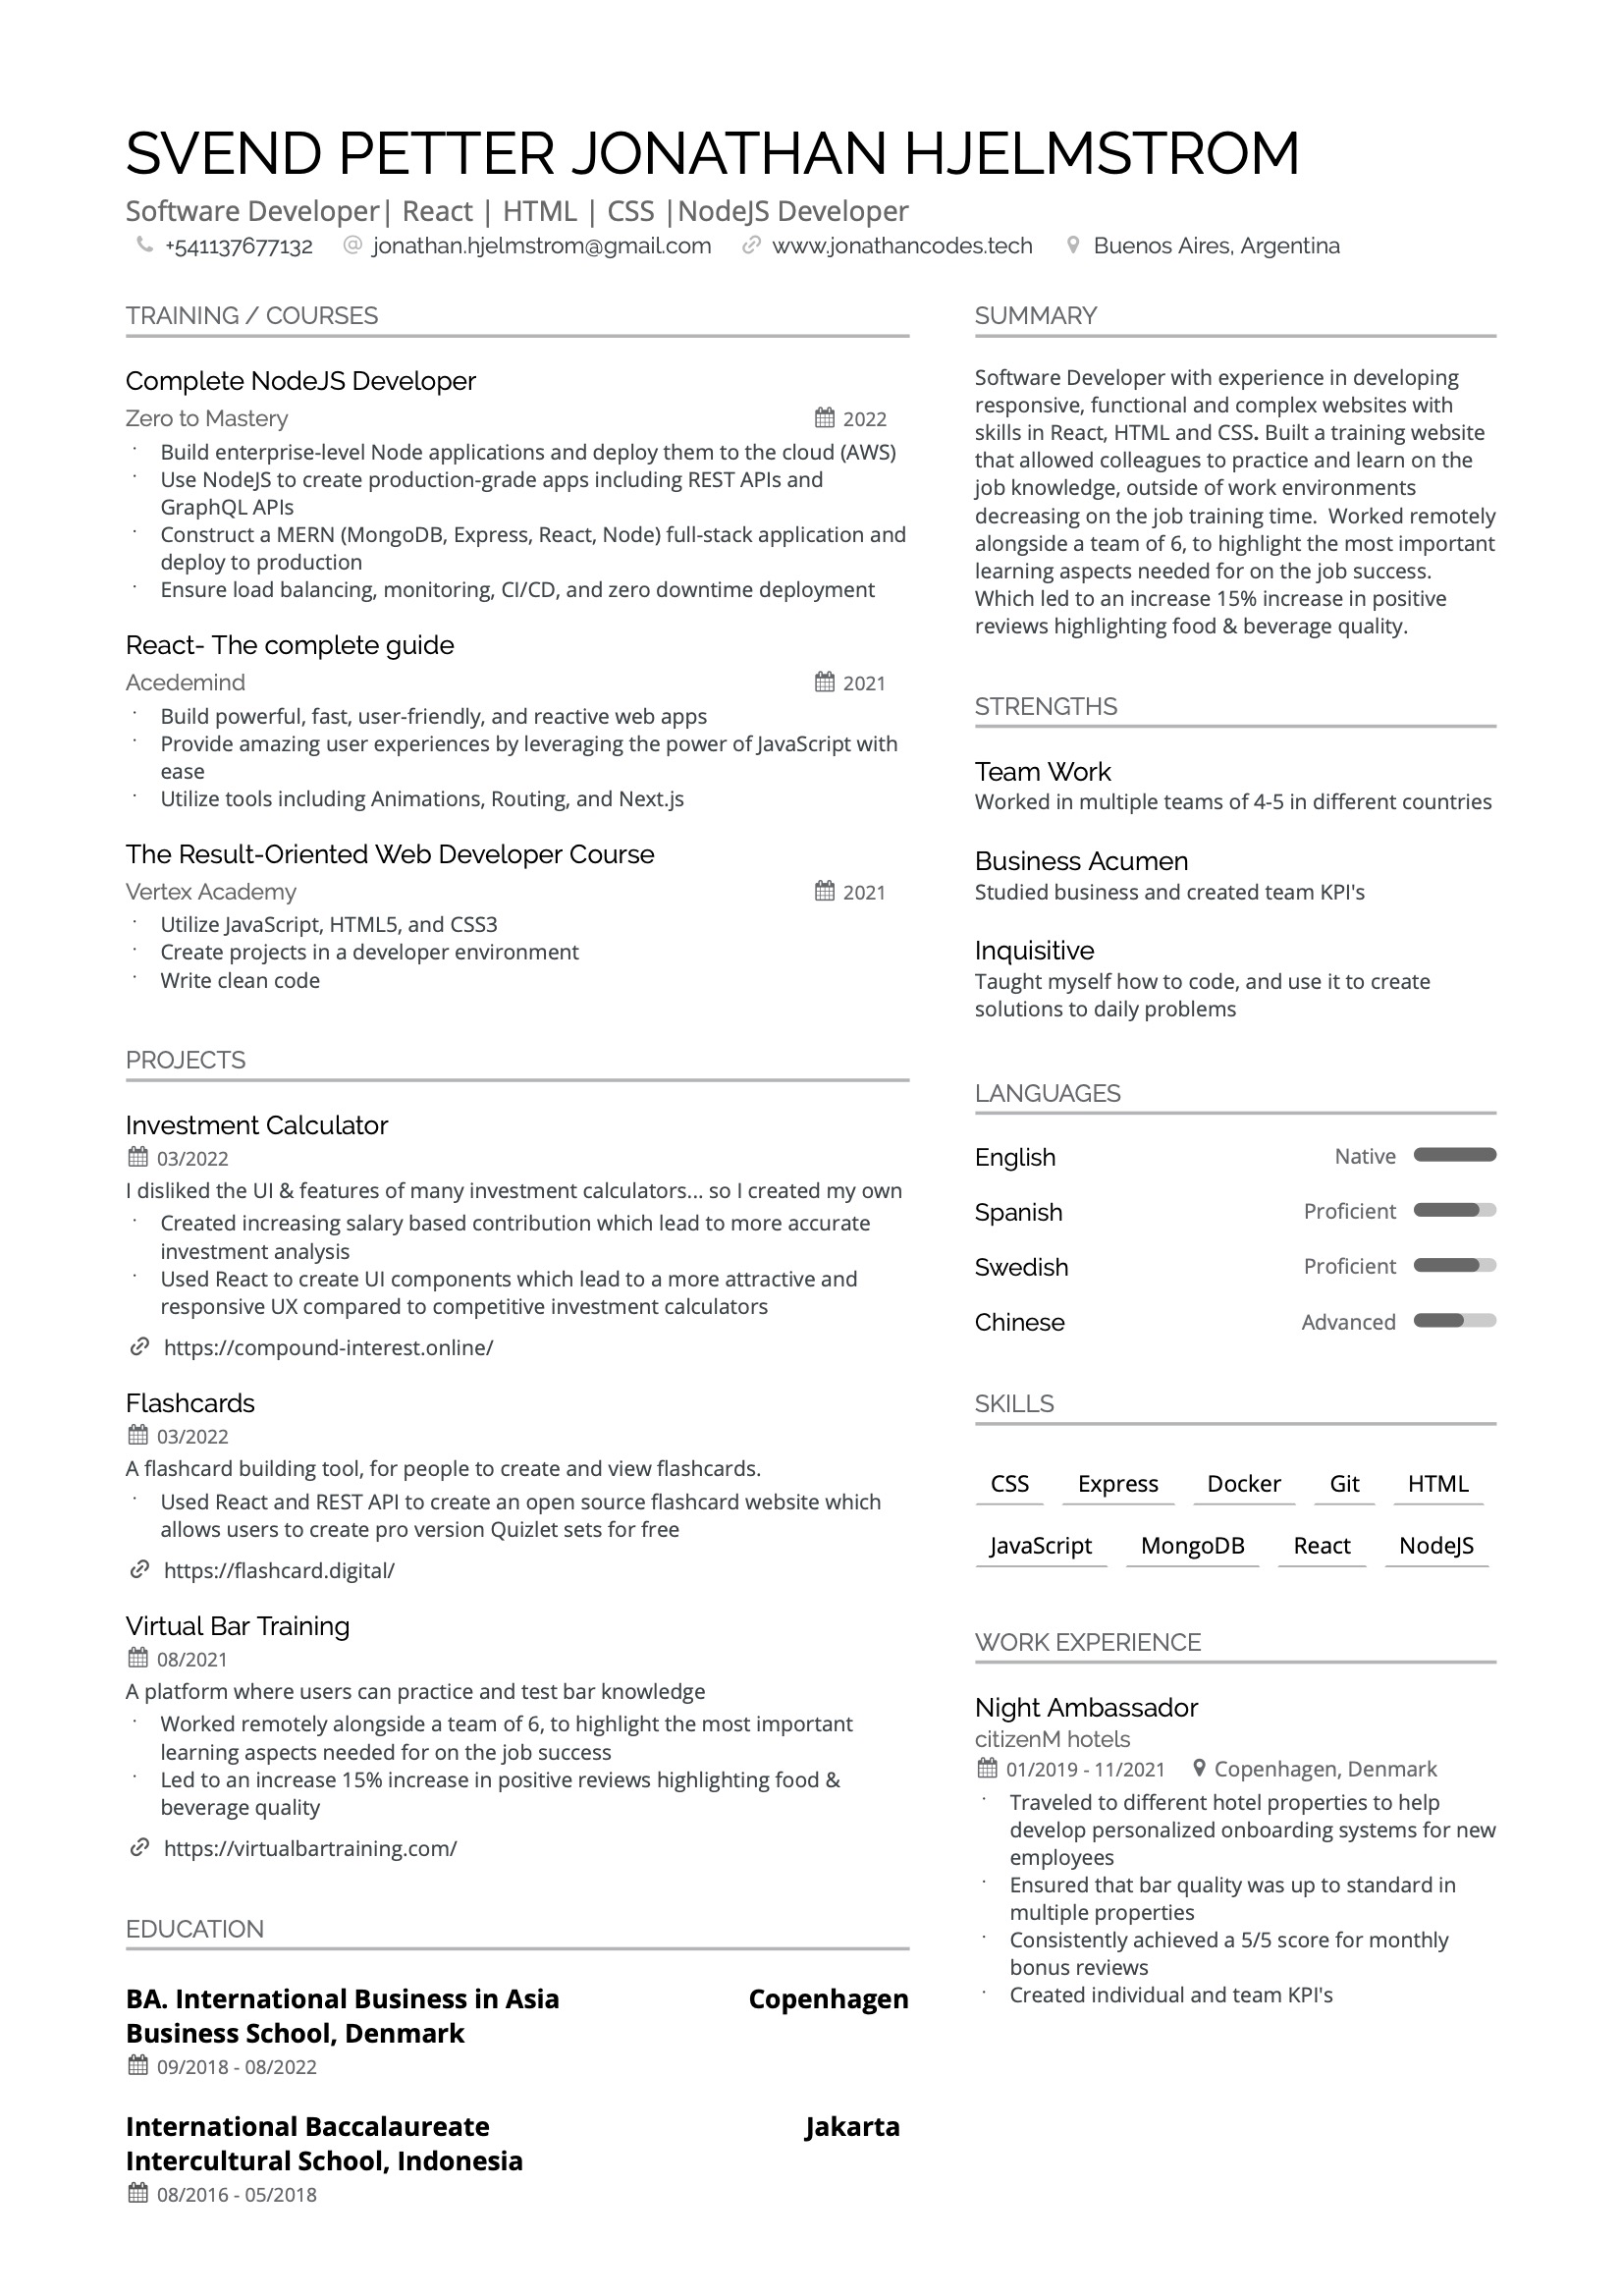 SVEND PETTER JONATHAN HJELMSTROM
Software Developer| React | HTML | CSS |NodeJS Developer
+541137677132 jonathan.hjelmstrom@gmail.com www.jonathancodes.tech Buenos Aires, Argentina
TRAINING / COURSES
Complete NodeJS Developer
Zero to Mastery 2022
· Build enterprise-level Node applications and deploy them to the cloud (AWS)
· Use NodeJS to create production-grade apps including REST APIs and
GraphQL APIs
· Construct a MERN (MongoDB, Express, React, Node) full-stack application and
deploy to production
· Ensure load balancing, monitoring, CI/CD, and zero downtime deployment
React- The complete guide
Acedemind 2021
· Build powerful, fast, user-friendly, and reactive web apps
· Provide amazing user experiences by leveraging the power of JavaScript with
ease
· Utilize tools including Animations, Routing, and Next.js
The Result-Oriented Web Developer Course
Vertex Academy 2021
· Utilize JavaScript, HTML5, and CSS3
· Create projects in a developer environment
· Write clean code
PROJECTS
Investment Calculator
03/2022
I disliked the UI & features of many investment calculators... so I created my own
· Created increasing salary based contribution which lead to more accurate
investment analysis
· Used React to create UI components which lead to a more attractive and
responsive UX compared to competitive investment calculators
https://compound-interest.online/
Flashcards
03/2022
A flashcard building tool, for people to create and view flashcards.
· Used React and REST API to create an open source flashcard website which
allows users to create pro version Quizlet sets for free
https://flashcard.digital/
Virtual Bar Training
08/2021
A platform where users can practice and test bar knowledge
· Worked remotely alongside a team of 6, to highlight the most important
learning aspects needed for on the job success
· Led to an increase 15% increase in positive reviews highlighting food &
beverage quality
https://virtualbartraining.com/
EDUCATION
BA. International Business in Asia Copenhagen
Business School, Denmark
09/2018 - 08/2022
International Baccalaureate Jakarta
Intercultural School, Indonesia
08/2016 - 05/2018
SUMMARY
Software Developer with experience in developing
responsive, functional and complex websites with
skills in React, HTML and CSS. Built a training website
that allowed colleagues to practice and learn on the
job knowledge, outside of work environments
decreasing on the job training time. Worked remotely
alongside a team of 6, to highlight the most important
learning aspects needed for on the job success.
Which led to an increase 15% increase in positive
reviews highlighting food & beverage quality.
STRENGTHS
Team Work
Worked in multiple teams of 4-5 in different countries
Business Acumen
Studied business and created team KPI's
Inquisitive
Taught myself how to code, and use it to create
solutions to daily problems
LANGUAGES
English Native
Spanish Proficient
Swedish Proficient
Chinese Advanced
SKILLS
CSS Express Docker Git HTML
JavaScript MongoDB React NodeJS
WORK EXPERIENCE
Night Ambassador
citizenM hotels
01/2019 - 11/2021 Copenhagen, Denmark
· Traveled to different hotel properties to help
develop personalized onboarding systems for new
employees
· Ensured that bar quality was up to standard in
multiple properties
· Consistently achieved a 5/5 score for monthly
bonus reviews
· Created individual and team KPI's